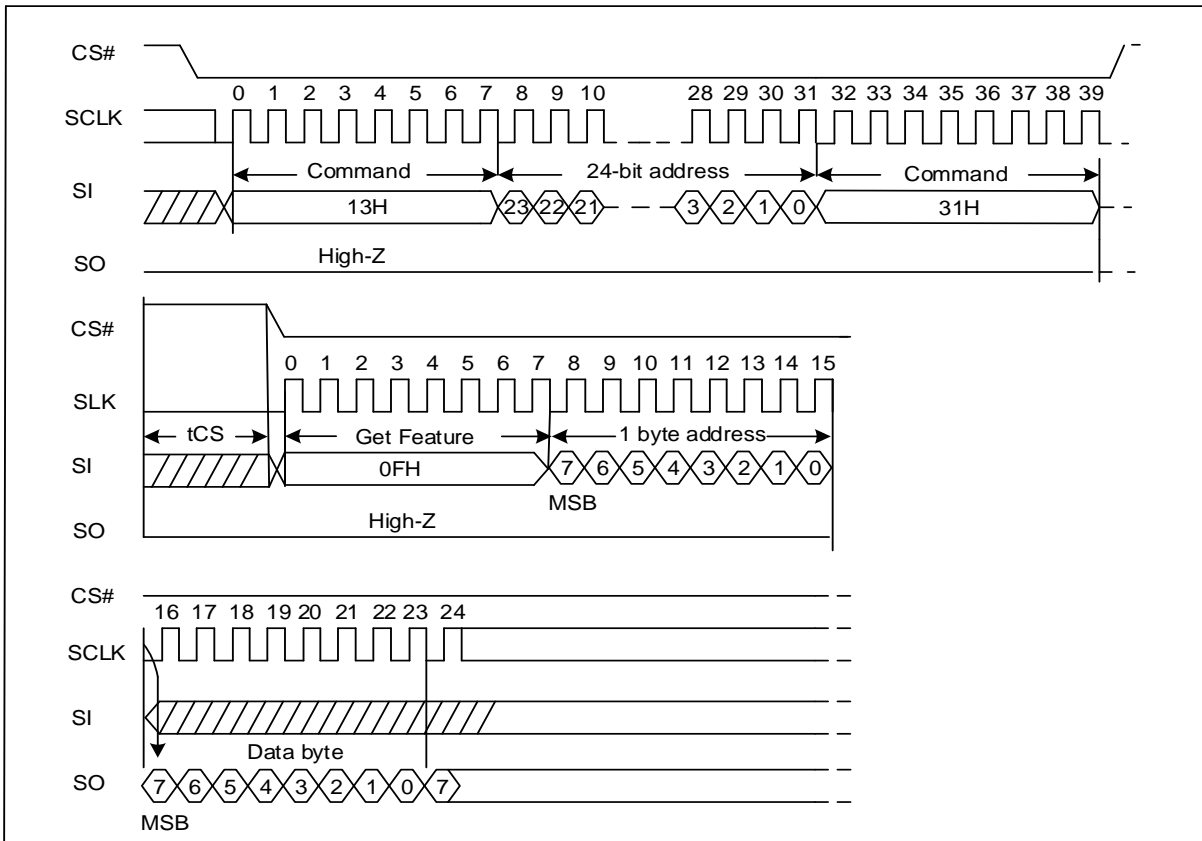 CS#
0 1 2 3 4 5 6 7 8 9 10 28 29 30 31 32 33 34 35 36 37 38 39
SCLK
Command 24-bit address Command
SI 13H 23 22 21 3 2 1 0 31H
High-Z
SO
CS#
0 1 2 3 4 5 6 7 8 9 10 11 12 13 14 15
SLK
tCS Get Feature 1 byte address
SI 0FH 7 6 5 4 3 2 1 0
MSB
High-Z
SO
CS#
16 17 18 19 20 21 22 23 24
SCLK
SI
Data byte
SO 7 6 5 4 3 2 1 0 7
MSB